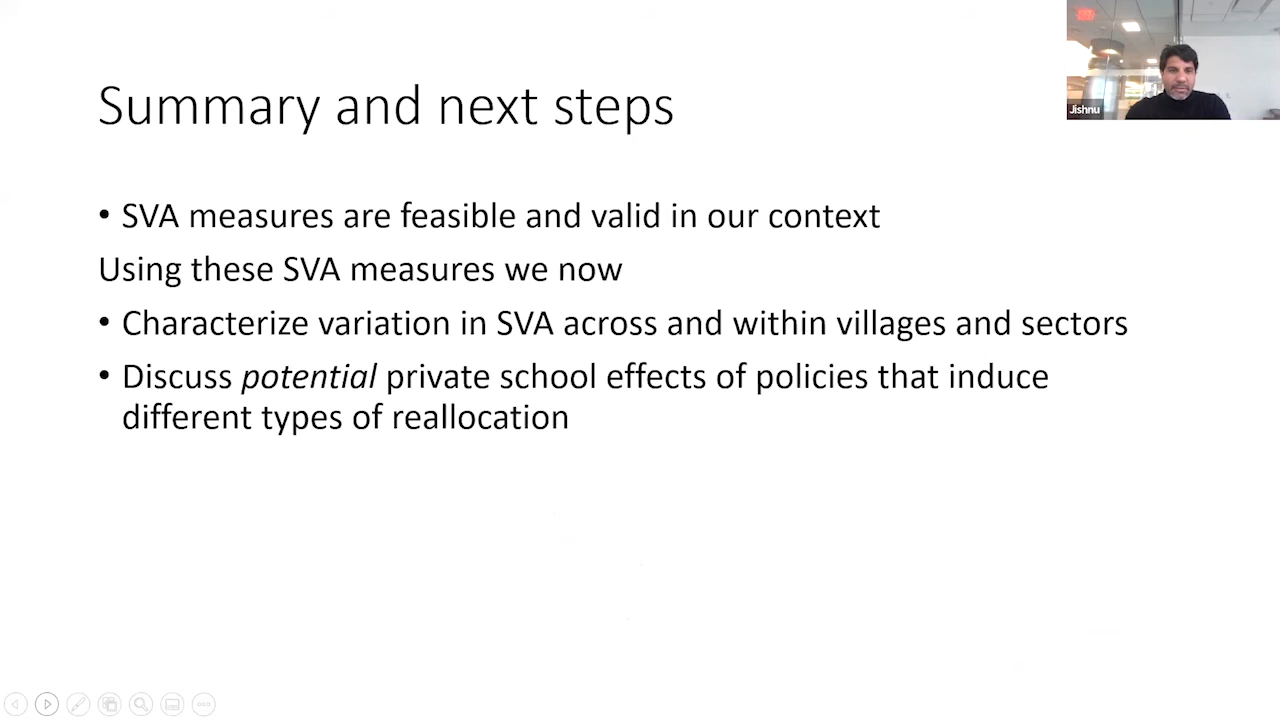 Jishnu
Summary and next steps
• SVA measures are feasible and valid in our context
Using these SVA measures we now
• Characterize variation in SVA across and within villages and sectors
• Discuss potential private school effects of policies that induce
different types of reallocation